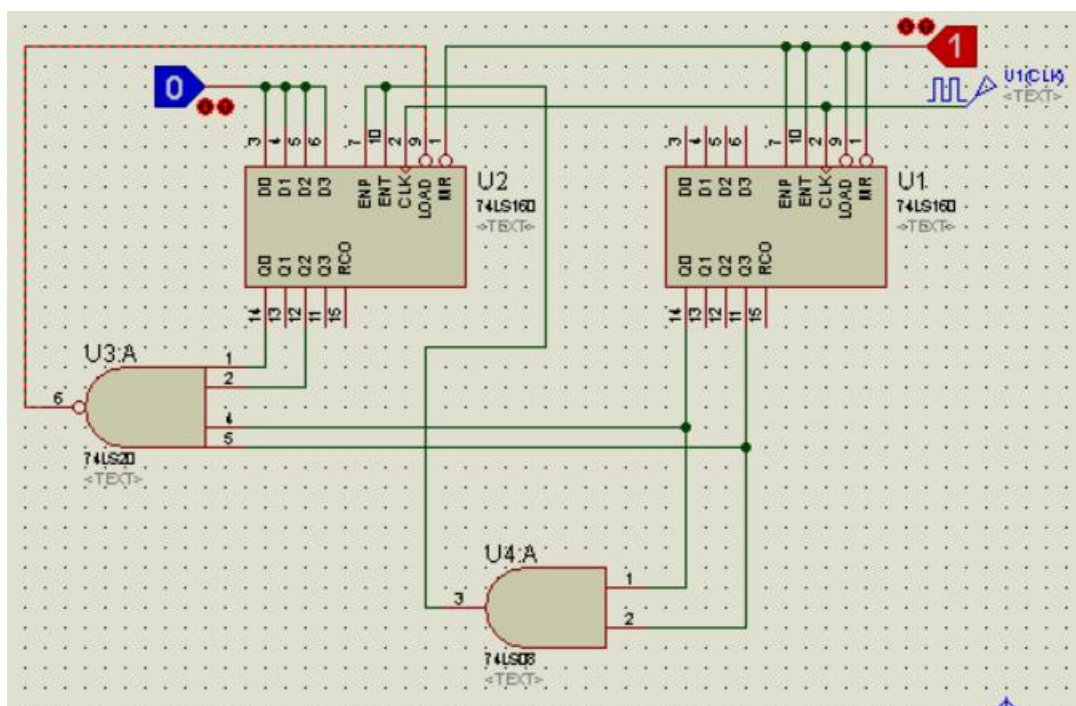 0
1
U1(CLK)
<TEXT>
3 4 5 6 7 10 2 9 1
D0 D1 D2 D3 ENP ENT CLK LOAD MR
U2
74LS160
<TEXT>
Q0 Q1 Q2 Q3 RCO
14 13 12 11 15
3 4 5 6 7 10 2 9 1
D0 D1 D2 D3 ENP ENT CLK LOAD MR
U1
74LS160
<TEXT>
Q0 Q1 Q2 Q3 RCO
14 13 12 11 15
U3:A
1
2
6
4
5
74LS20
<TEXT>
U4:A
1
3
2
74LS08
<TEXT>